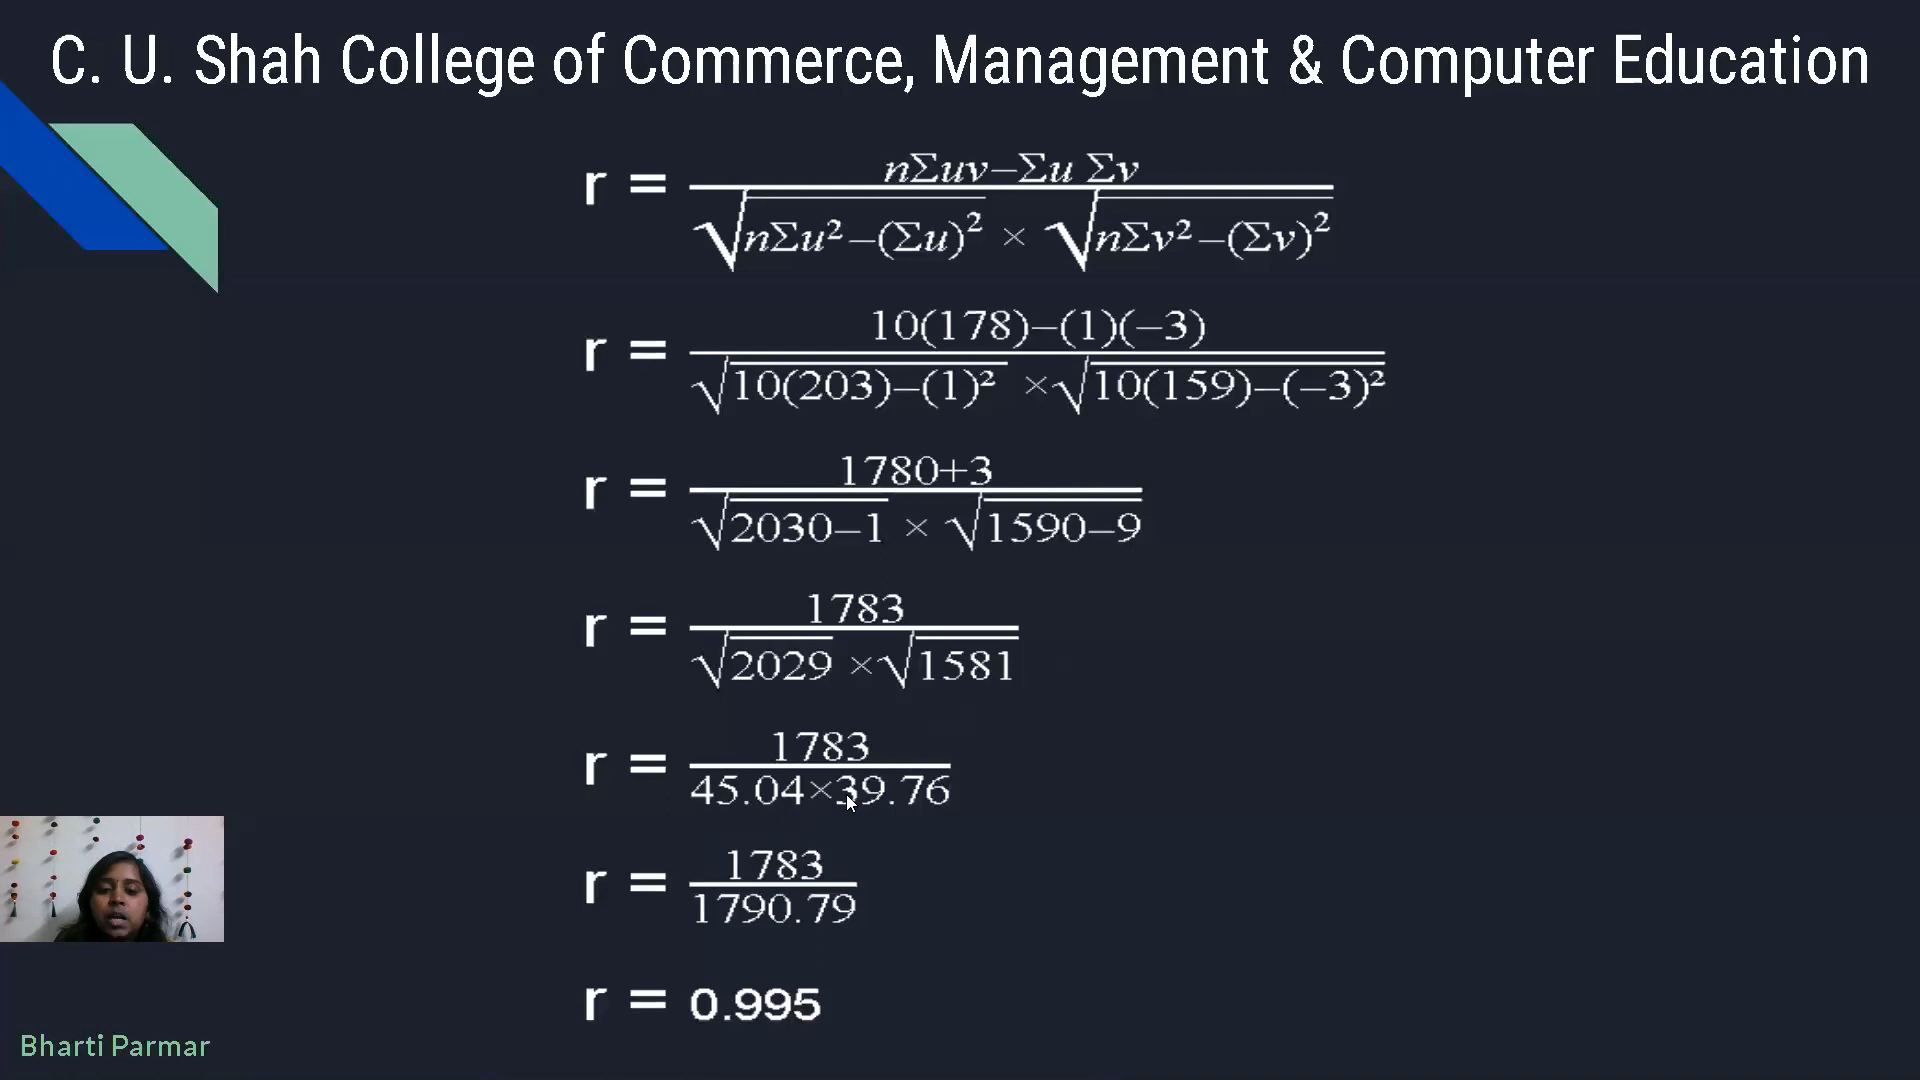 C. U. Shah College of Commerce, Management & Computer Education
r = nΣuv−Σu Σv / √nΣu²−(Σu)² × √nΣv²−(Σv)²
r = 10(178)−(1)(−3) / √10(203)−(1)² ×√10(159)−(−3)²
r = 1780+3 / √2030−1 × √1590−9
r = 1783 / √2029 ×√1581
r = 1783 / 45.04×39.76
r = 1783 / 1790.79
r = 0.995
Bharti Parmar